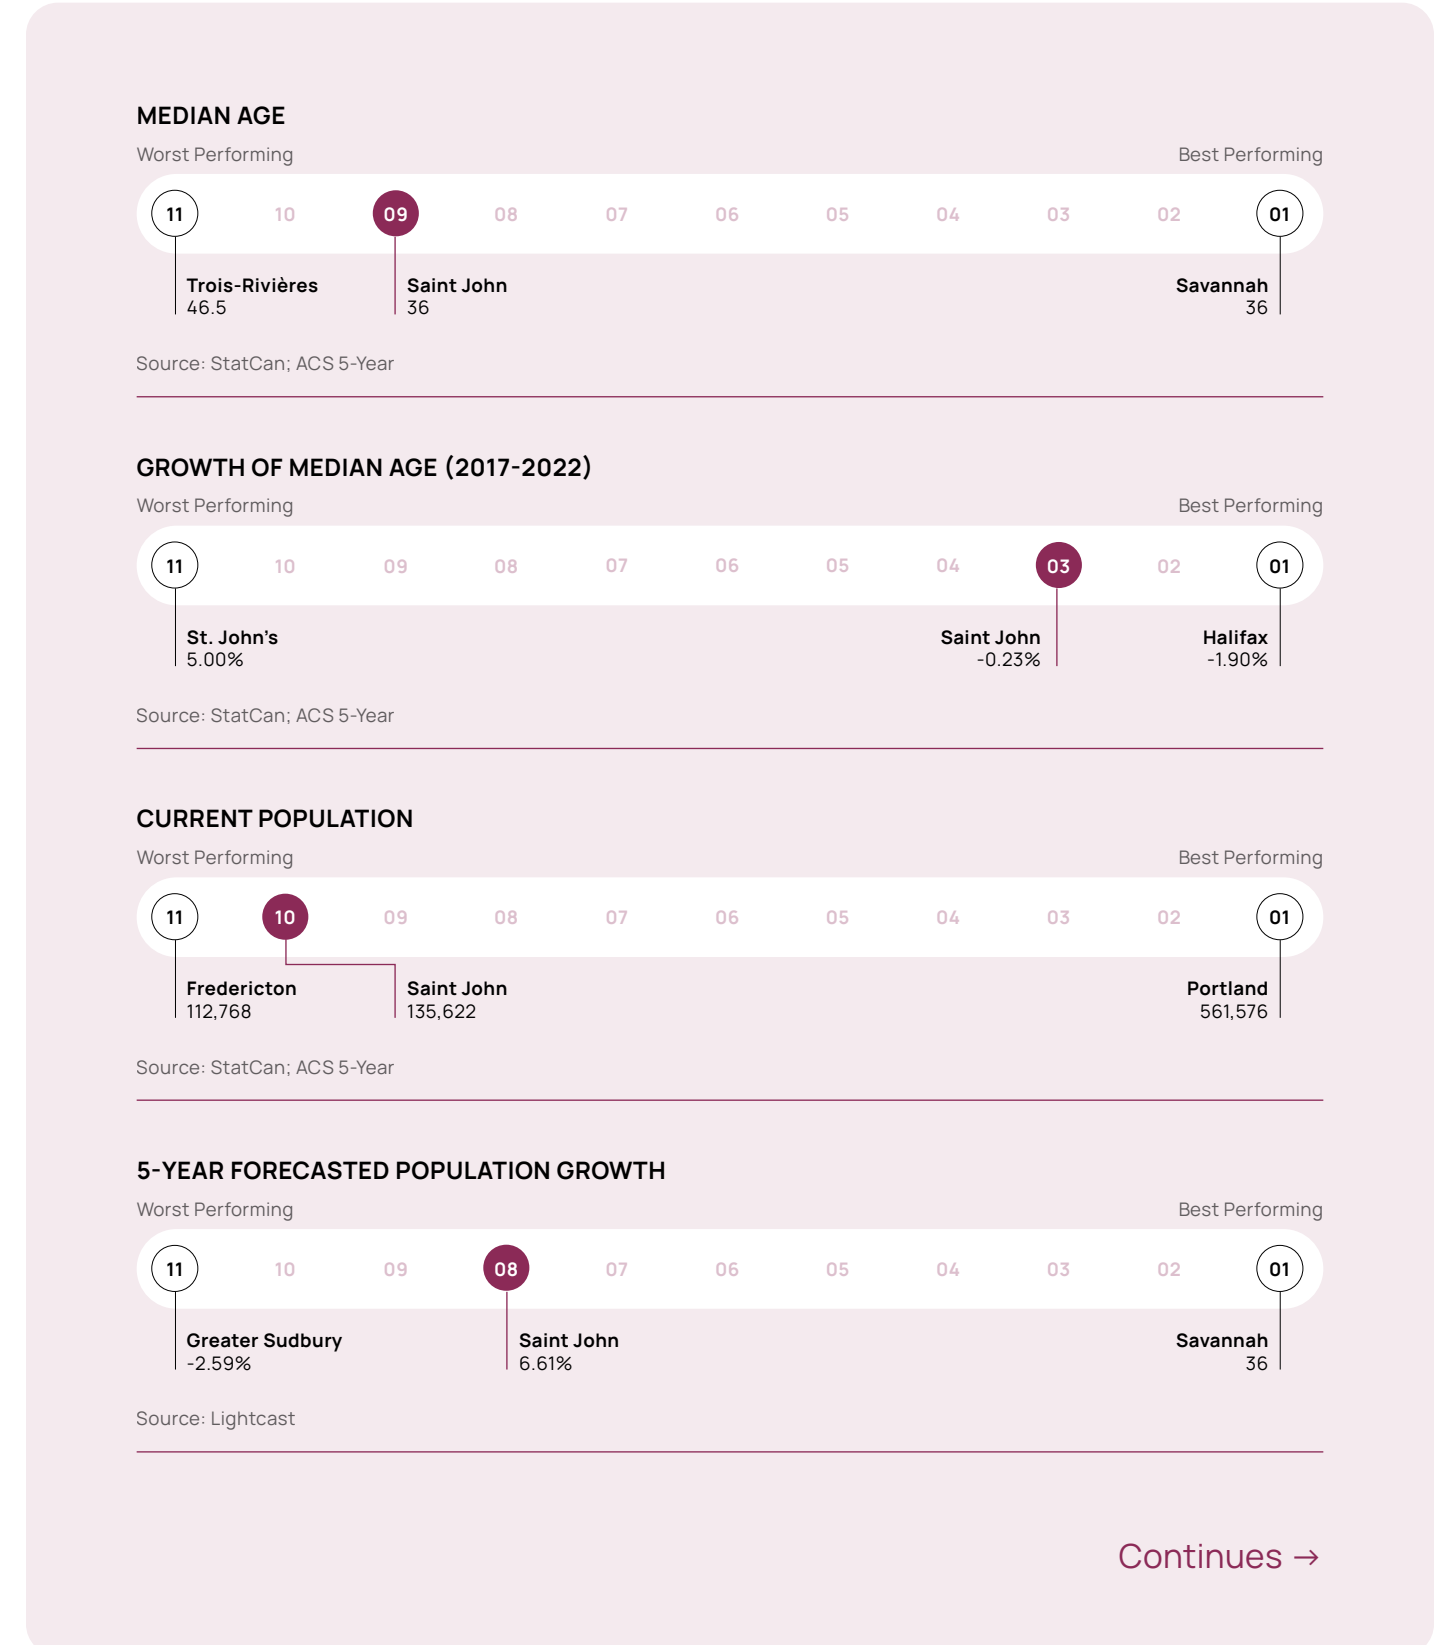 MEDIAN AGE
Worst Performing Best Performing
11 10 09 08 07 06 05 04 03 02 01
Trois-Rivières Saint John Savannah
46.5 36 36
Source: StatCan; ACS 5-Year
GROWTH OF MEDIAN AGE (2017-2022)
Worst Performing Best Performing
11 10 09 08 07 06 05 04 03 02 01
St. John’s Saint John Halifax
5.00% -0.23% -1.90%
Source: StatCan; ACS 5-Year
CURRENT POPULATION
Worst Performing Best Performing
11 10 09 08 07 06 05 04 03 02 01
Fredericton Saint John Portland
112,768 135,622 561,576
Source: StatCan; ACS 5-Year
5-YEAR FORECASTED POPULATION GROWTH
Worst Performing Best Performing
11 10 09 08 07 06 05 04 03 02 01
Greater Sudbury Saint John Savannah
-2.59% 6.61% 36
Source: Lightcast
Continues →